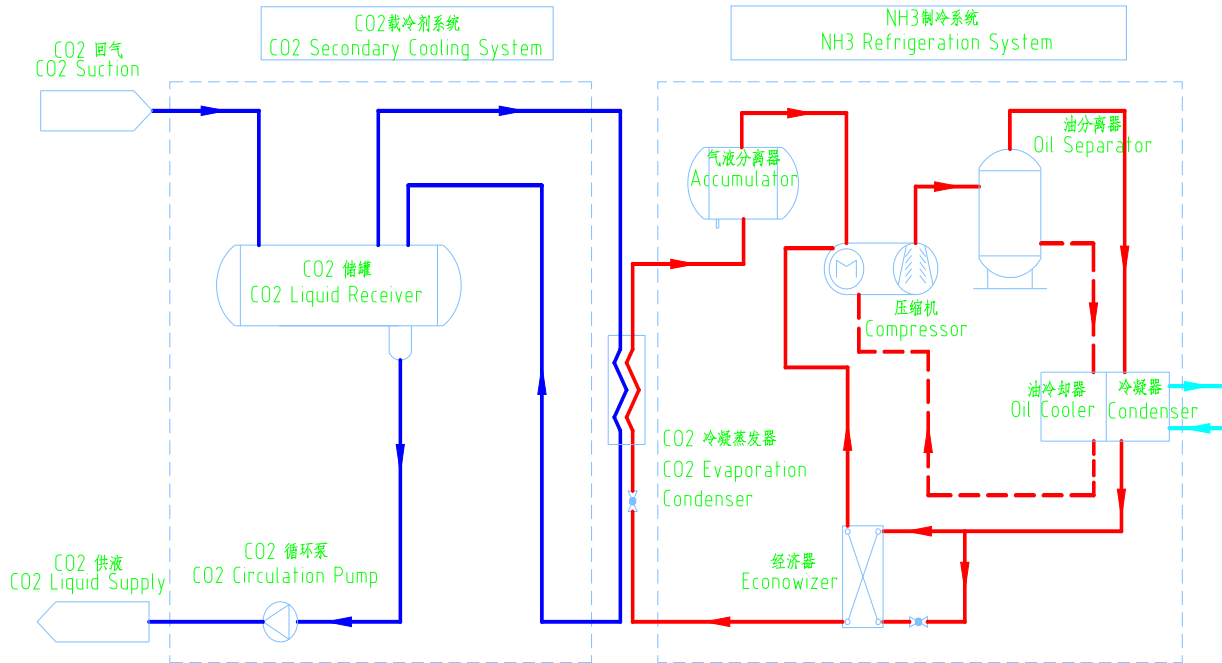 CO2载冷剂系统
CO2 Secondary Cooling System
NH3制冷系统
NH3 Refrigeration System
CO2 回气
CO2 Suction
油分离器
Oil Separator
气液分离器
Accumulator
CO2 储罐
CO2 Liquid Receiver
压缩机
Compressor
油冷却器
Oil Cooler
冷凝器
Condenser
CO2 冷凝蒸发器
CO2 Evaporation
Condenser
CO2 供液
CO2 Liquid Supply
CO2 循环泵
CO2 Circulation Pump
经济器
Econowizer